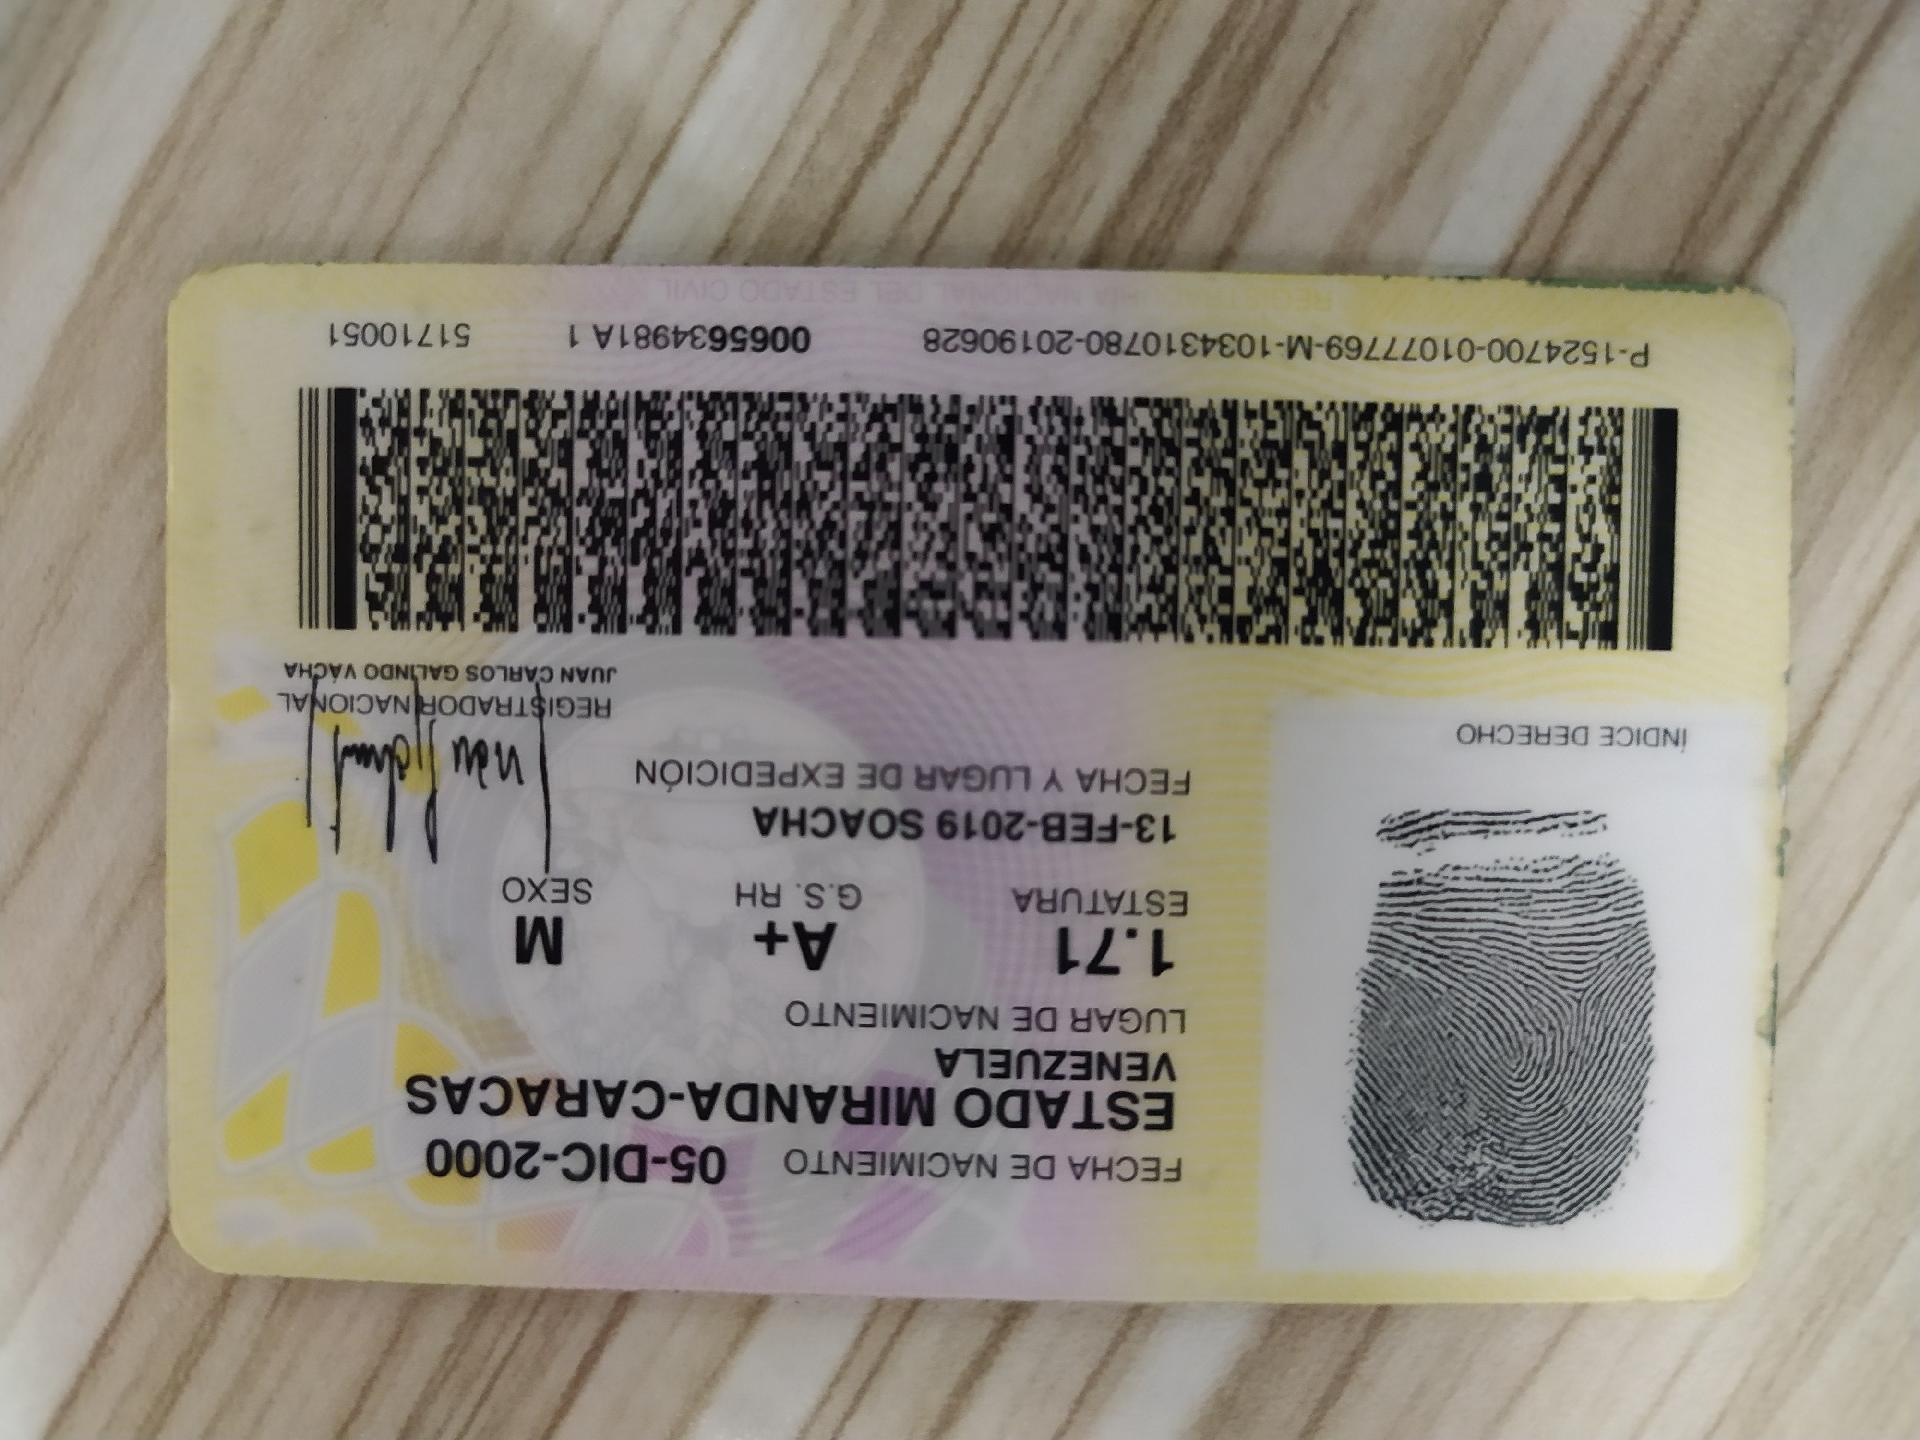 FECHA DE NACIMIENTO 05-DIC-2000
ESTADO MIRANDA-CARACAS
VENEZUELA
LUGAR DE NACIMIENTO
1.71 A+ M
ESTATURA G.S. RH SEXO
13-FEB-2019 SOACHA
FECHA Y LUGAR DE EXPEDICIÓN
REGISTRADOR NACIONAL
JUAN CARLOS GALINDO VÁCHA
ÍNDICE DERECHO
P-1524700-01077769-M-1034310780-20190628 0065634981A 1 51710051
REGISTRADURIA NACIONAL DEL ESTADO CIVIL